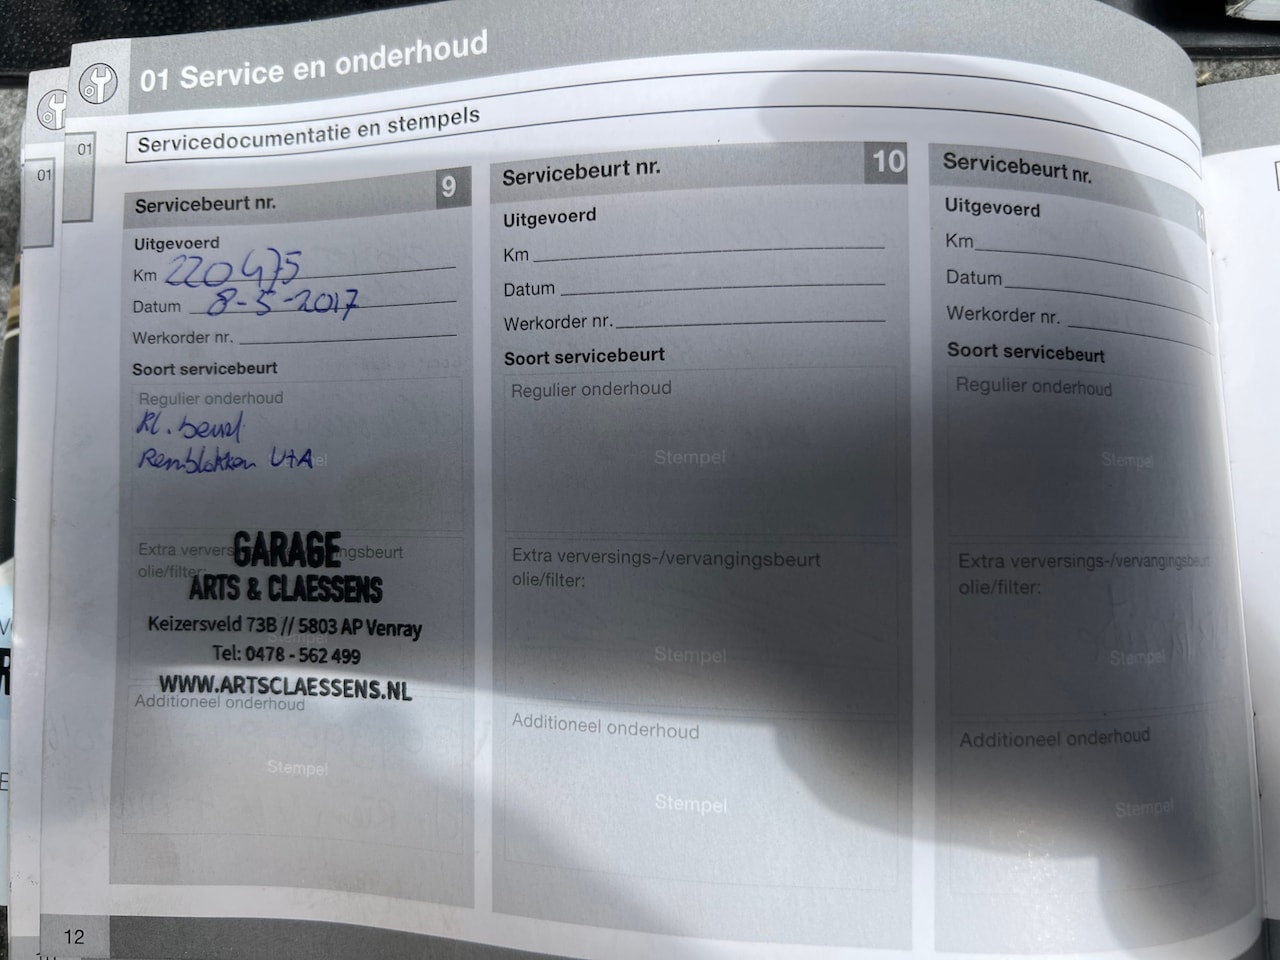 01 Service en onderhoud
01
01
Servicedocumentatie en stempels
Servicebeurt nr. 9
Uitgevoerd
Km 220475
Datum 8-5-2017
Werkorder nr.
Soort servicebeurt
Regulier onderhoud
Kl. beurt
Remblokken V+A
Extra ververs ngsbeurt
olie/filter:
GARAGE
ARTS & CLAESSENS
Keizersveld 73B // 5803 AP Venray
Stempel
Tel: 0478 - 562 499
WWW.ARTSCLAESSENS.NL
Additioneel onderhoud
Stempel
Servicebeurt nr. 10
Uitgevoerd
Km
Datum
Werkorder nr.
Soort servicebeurt
Regulier onderhoud
Stempel
Extra verversings-/vervangingsbeurt
olie/filter:
Stempel
Additioneel onderhoud
Stempel
Servicebeurt nr.
Uitgevoerd
Km
Datum
Werkorder nr.
Soort servicebeurt
Regulier onderhoud
Stempel
Extra verversings-/vervangingsbeurt
olie/filter:
Stempel
Additioneel onderhoud
Stempel
12